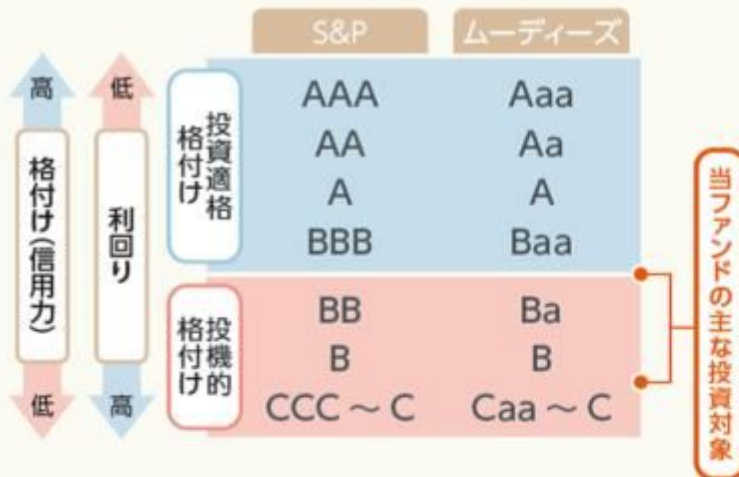 S&P ムーディーズ
高 低
格付け(信用力)
利回り
低 高
投資適格
格付け
AAA Aaa
AA Aa
A A
BBB Baa
投機的
格付け
BB Ba
B B
CCC ～ C Caa ～ C
当ファンドの主な投資対象